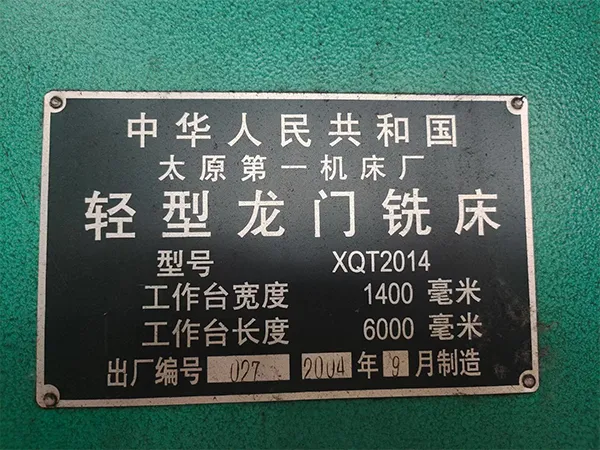 中华人民共和国
太原第一机床厂
轻型龙门铣床
型号 XQT2014
工作台宽度 1400 毫米
工作台长度 6000 毫米
出厂编号 027 2004 年 9 月制造